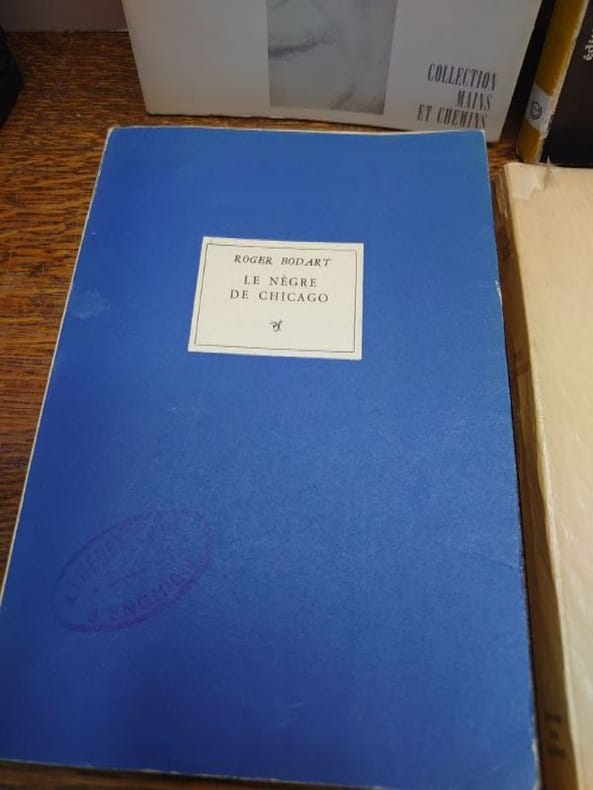 COLLECTION
MAINS
ET CHEMINS
ROGER BODART
LE NÈGRE
DE CHICAGO